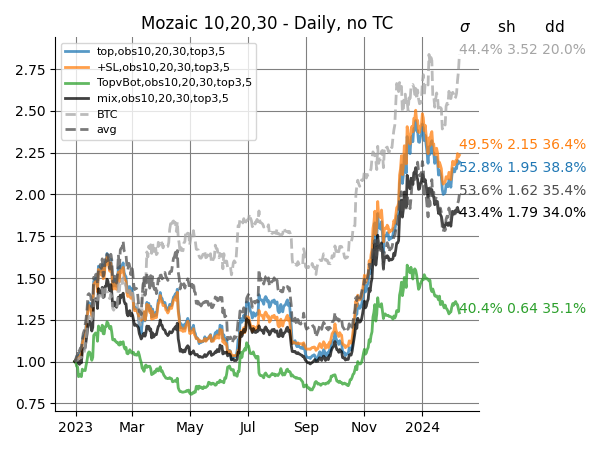 Mozaic 10,20,30 - Daily, no TC
σ sh dd
top,obs10,20,30,top3,5
+SL,obs10,20,30,top3,5
TopvBot,obs10,20,30,top3,5
mix,obs10,20,30,top3,5
BTC
avg
44.4% 3.52 20.0%
49.5% 2.15 36.4%
52.8% 1.95 38.8%
53.6% 1.62 35.4%
43.4% 1.79 34.0%
40.4% 0.64 35.1%
2.75
2.50
2.25
2.00
1.75
1.50
1.25
1.00
0.75
2023 Mar May Jul Sep Nov 2024